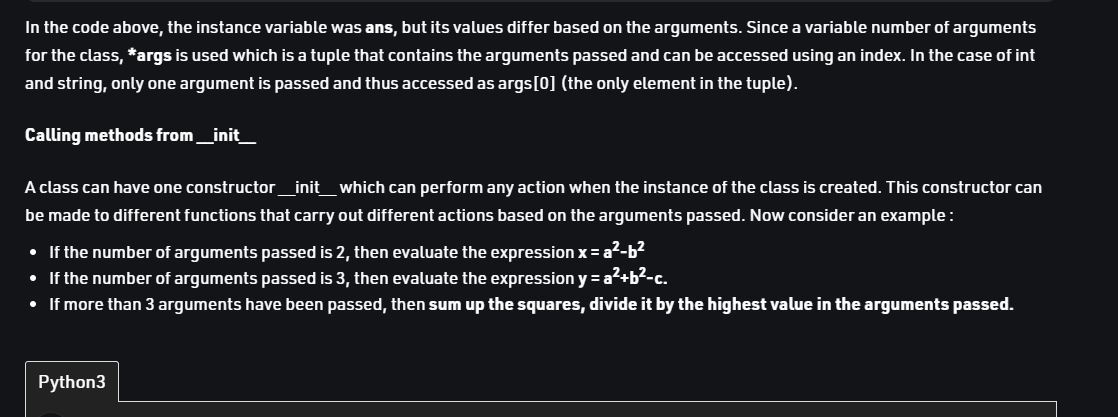 In the code above, the instance variable was ans, but its values differ based on the arguments. Since a variable number of arguments
for the class, *args is used which is a tuple that contains the arguments passed and can be accessed using an index. In the case of int
and string, only one argument is passed and thus accessed as args[0] (the only element in the tuple).
Calling methods from __init__
A class can have one constructor __init__ which can perform any action when the instance of the class is created. This constructor can
be made to different functions that carry out different actions based on the arguments passed. Now consider an example :
• If the number of arguments passed is 2, then evaluate the expression x = a²-b²
• If the number of arguments passed is 3, then evaluate the expression y = a²+b²-c.
• If more than 3 arguments have been passed, then sum up the squares, divide it by the highest value in the arguments passed.
Python3